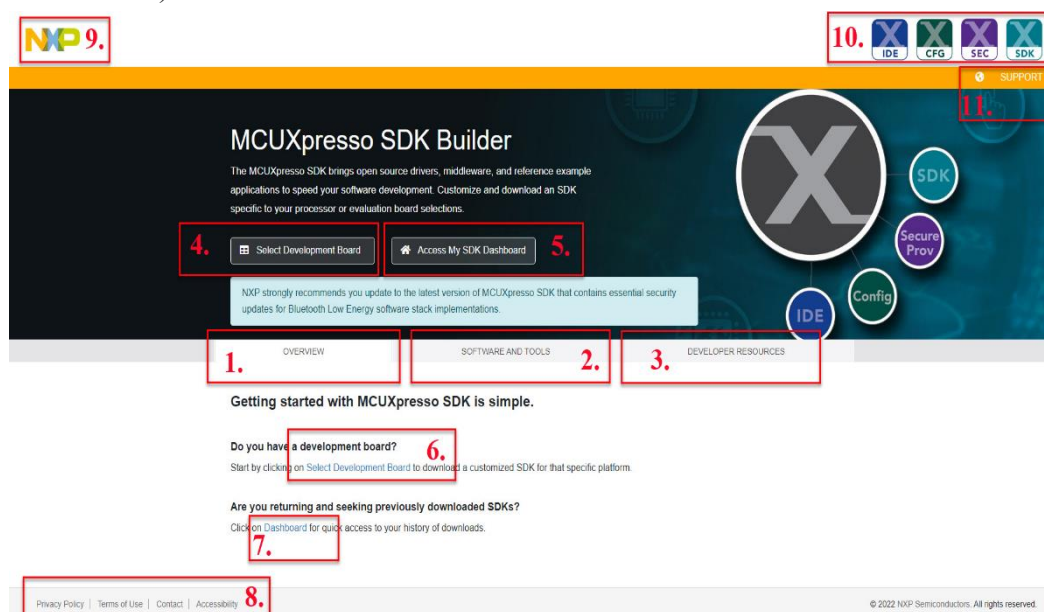 NXP 9.
10. X IDE X CFG X SEC X SDK
SUPPORT
11.
MCUXpresso SDK Builder
The MCUXpresso SDK brings open source drivers, middleware, and reference example
applications to speed your software development. Customize and download an SDK
specific to your processor or evaluation board selections.
X
SDK
Secure
Prov
Config
IDE
4. Select Development Board
Access My SDK Dashboard 5.
NXP strongly recommends you update to the latest version of MCUXpresso SDK that contains essential security
updates for Bluetooth Low Energy software stack implementations.
1. OVERVIEW
SOFTWARE AND TOOLS 2.
3. DEVELOPER RESOURCES
Getting started with MCUXpresso SDK is simple.
Do you have a development board? 6.
Start by clicking on Select Development Board to download a customized SDK for that specific platform.
Are you returning and seeking previously downloaded SDKs?
Click on Dashboard for quick access to your history of downloads.
7.
Privacy Policy | Terms of Use | Contact | Accessibility 8.
© 2022 NXP Semiconductors. All rights reserved.